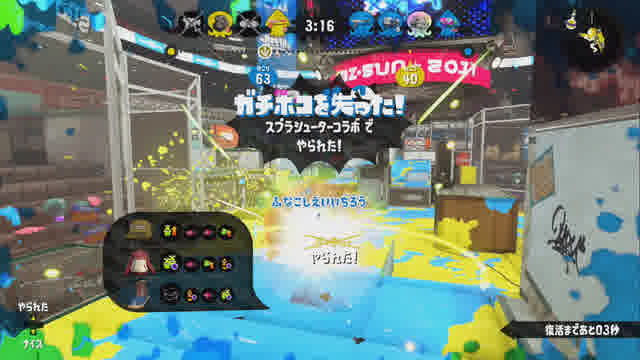 3:16
63
40
ガチホコを失った!
スプラシューターコラボ で
やられた!
ふなこしえいいちろう
やられた!
やられた
ナイス
復活まであと03秒